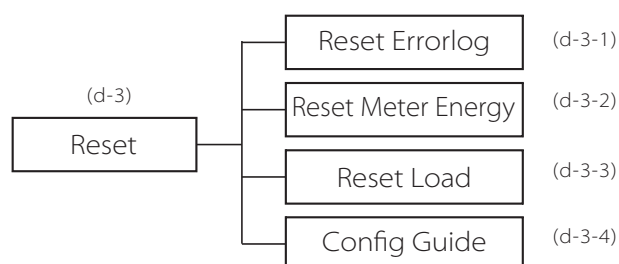 Reset Errorlog (d-3-1)
(d-3)
Reset Meter Energy (d-3-2)
Reset
Reset Load (d-3-3)
Config Guide (d-3-4)